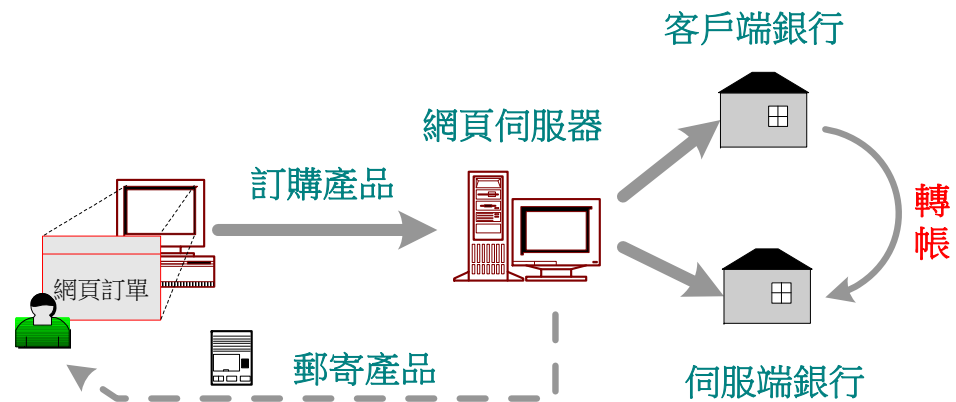 客戶端銀行
網頁伺服器
訂購產品
轉
帳
網頁訂單
郵寄產品
伺服端銀行